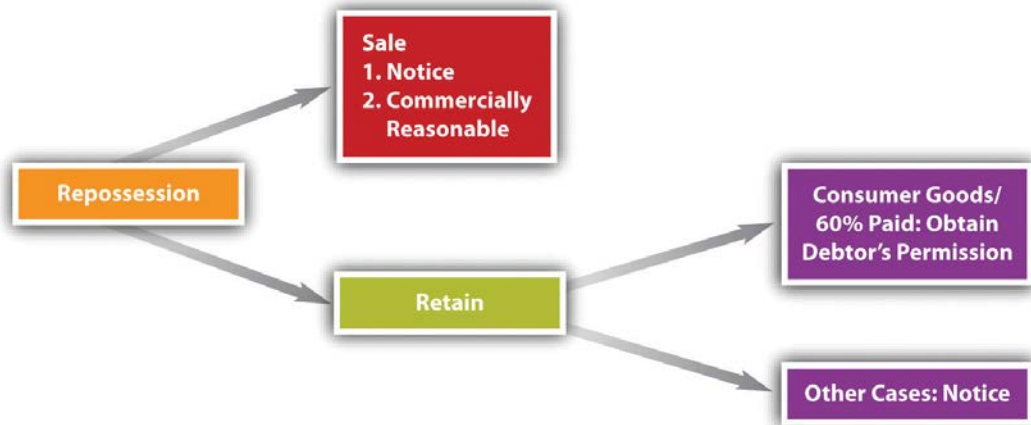 Sale
1. Notice
2. Commercially
Reasonable
Repossession
Consumer Goods/
60% Paid: Obtain
Debtor's Permission
Retain
Other Cases: Notice